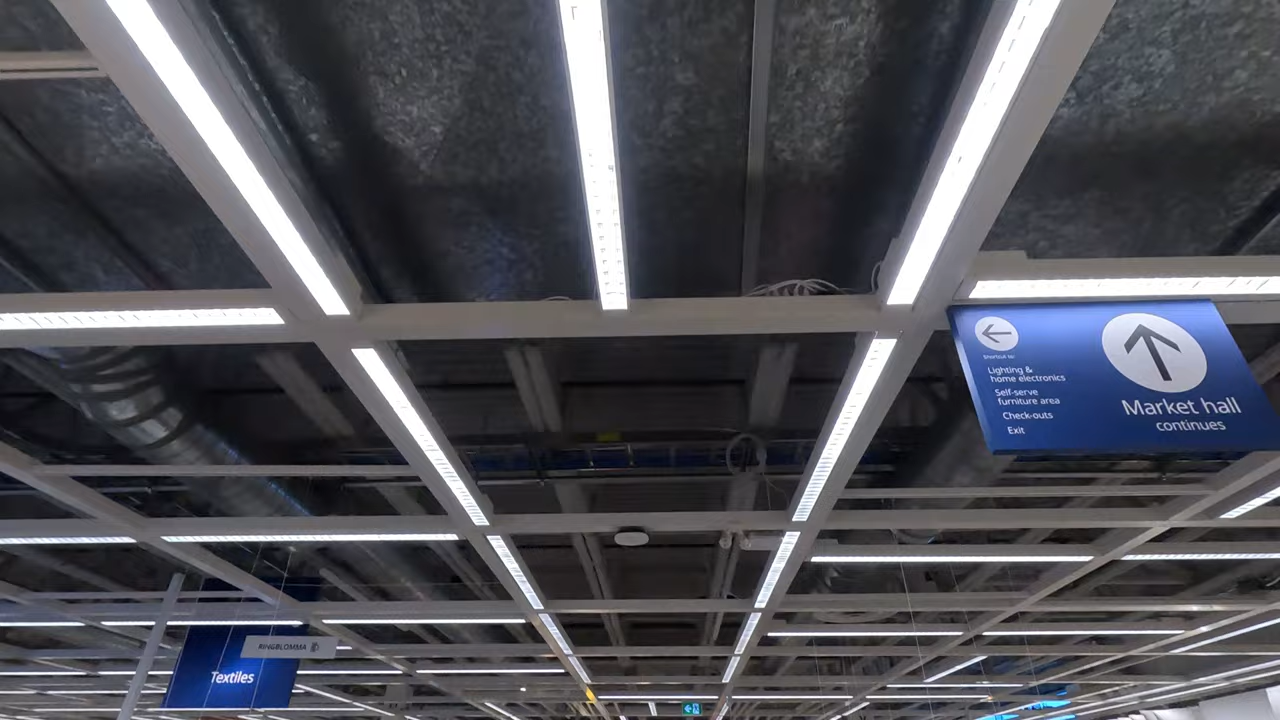 Shortcut to:
Lighting &
home electronics
Self-serve
furniture area
Check-outs
Exit
Market hall
continues
RINGBLOMMA
Textiles